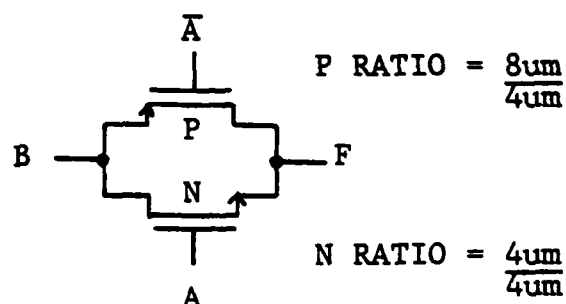 A̅
P RATIO = 8um
4um
P
B
F
N
N RATIO = 4um
4um
A